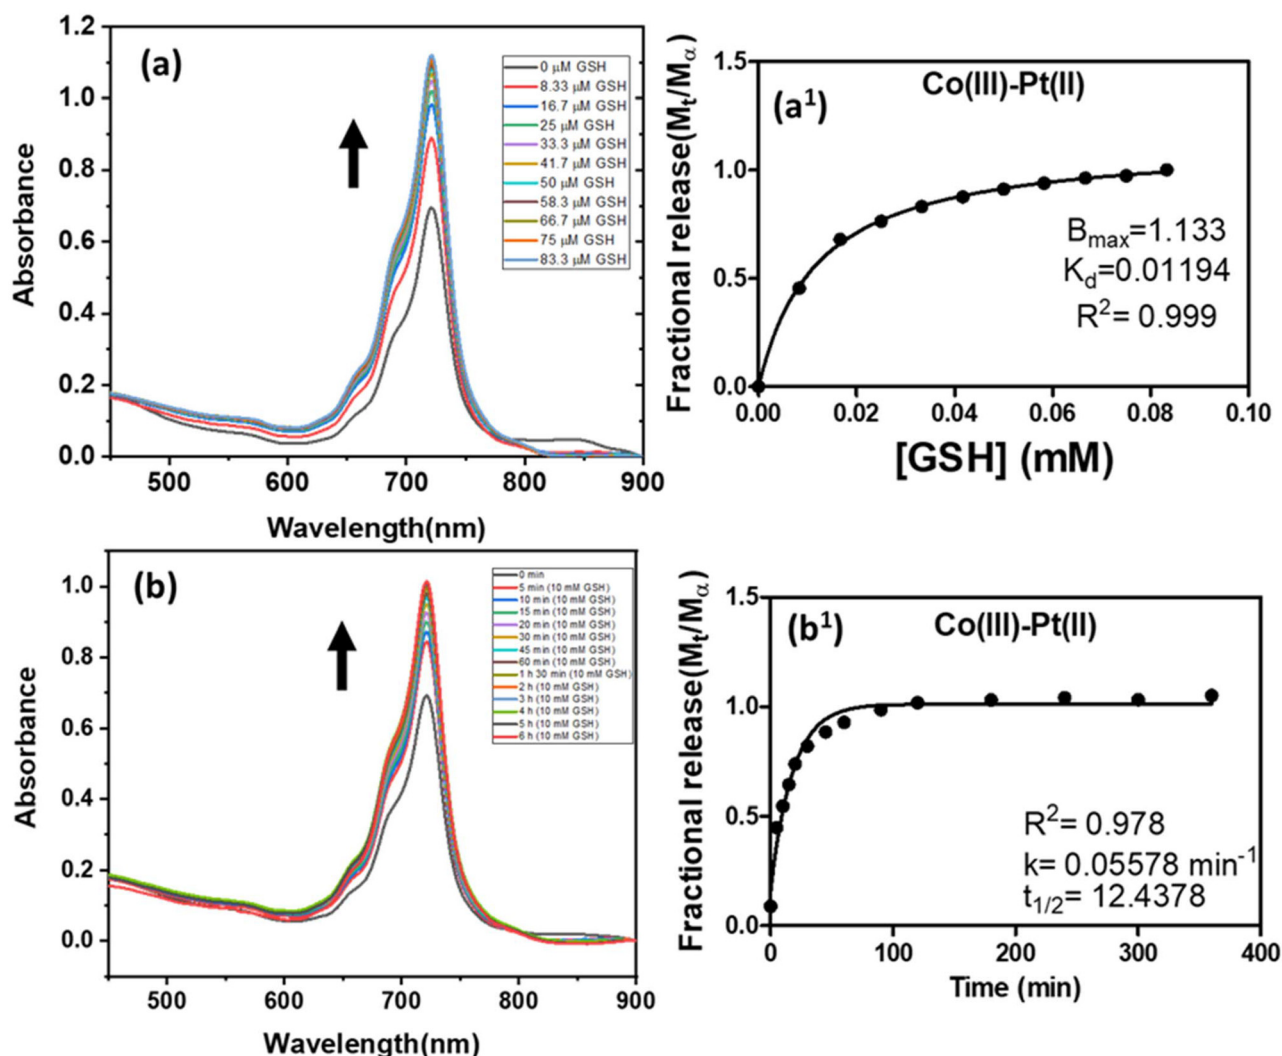 (a)
1.2
1.0
0.8
0.6
0.4
0.2
0.0
Absorbance
0 μM GSH
8.33 μM GSH
16.7 μM GSH
25 μM GSH
33.3 μM GSH
41.7 μM GSH
50 μM GSH
58.3 μM GSH
66.7 μM GSH
75 μM GSH
83.3 μM GSH
500 600 700 800 900
Wavelength(nm)
(a¹)
Co(III)-Pt(II)
1.5
1.0
0.5
0.0
Fractional release(Mt/Mα)
Bmax=1.133
Kd=0.01194
R²= 0.999
0.00 0.02 0.04 0.06 0.08 0.10
[GSH] (mM)
(b)
1.0
0.8
0.6
0.4
0.2
0.0
Absorbance
0 min
5 min (10 mM GSH)
10 min (10 mM GSH)
15 min (10 mM GSH)
20 min (10 mM GSH)
30 min (10 mM GSH)
45 min (10 mM GSH)
60 min (10 mM GSH)
1 h 30 min (10 mM GSH)
2 h (10 mM GSH)
3 h (10 mM GSH)
4 h (10 mM GSH)
5 h (10 mM GSH)
6 h (10 mM GSH)
500 600 700 800 900
Wavelength(nm)
(b¹)
Co(III)-Pt(II)
1.5
1.0
0.5
0.0
Fractional release(Mt/Mα)
R²= 0.978
k= 0.05578 min⁻¹
t1/2= 12.4378
0 100 200 300 400
Time (min)